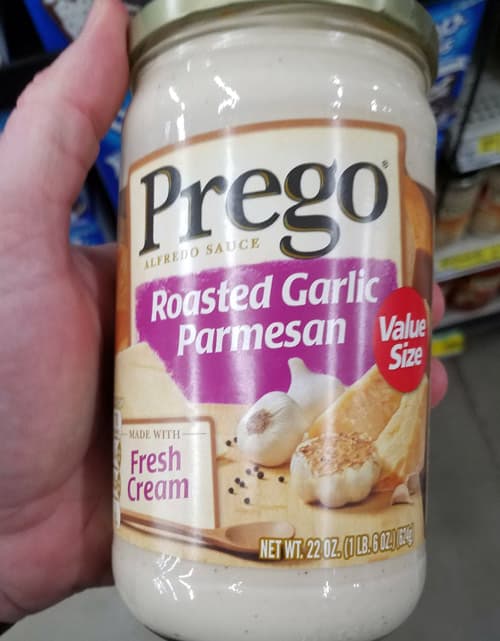 Prego®
ALFREDO SAUCE
Roasted Garlic
Parmesan
Value
Size
MADE WITH
Fresh
Cream
NET WT. 22 OZ. (1 LB. 6 OZ.) (624g)